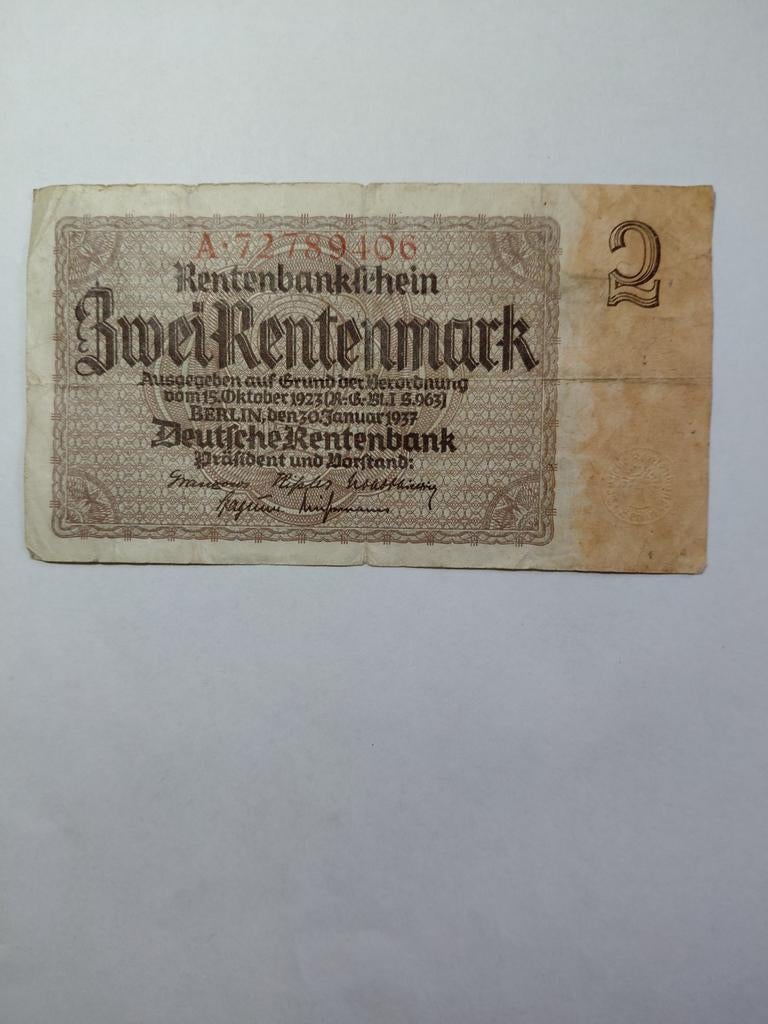 A·72789406
Rentenbankschein
Zwei Rentenmark
Ausgegeben auf Grund der Verordnung
vom 15. Oktober 1923 (R.-G.-Bl. I S. 963)
BERLIN, den 30. Januar 1937
Deutsche Rentenbank
Präsident und Vorstand:
2